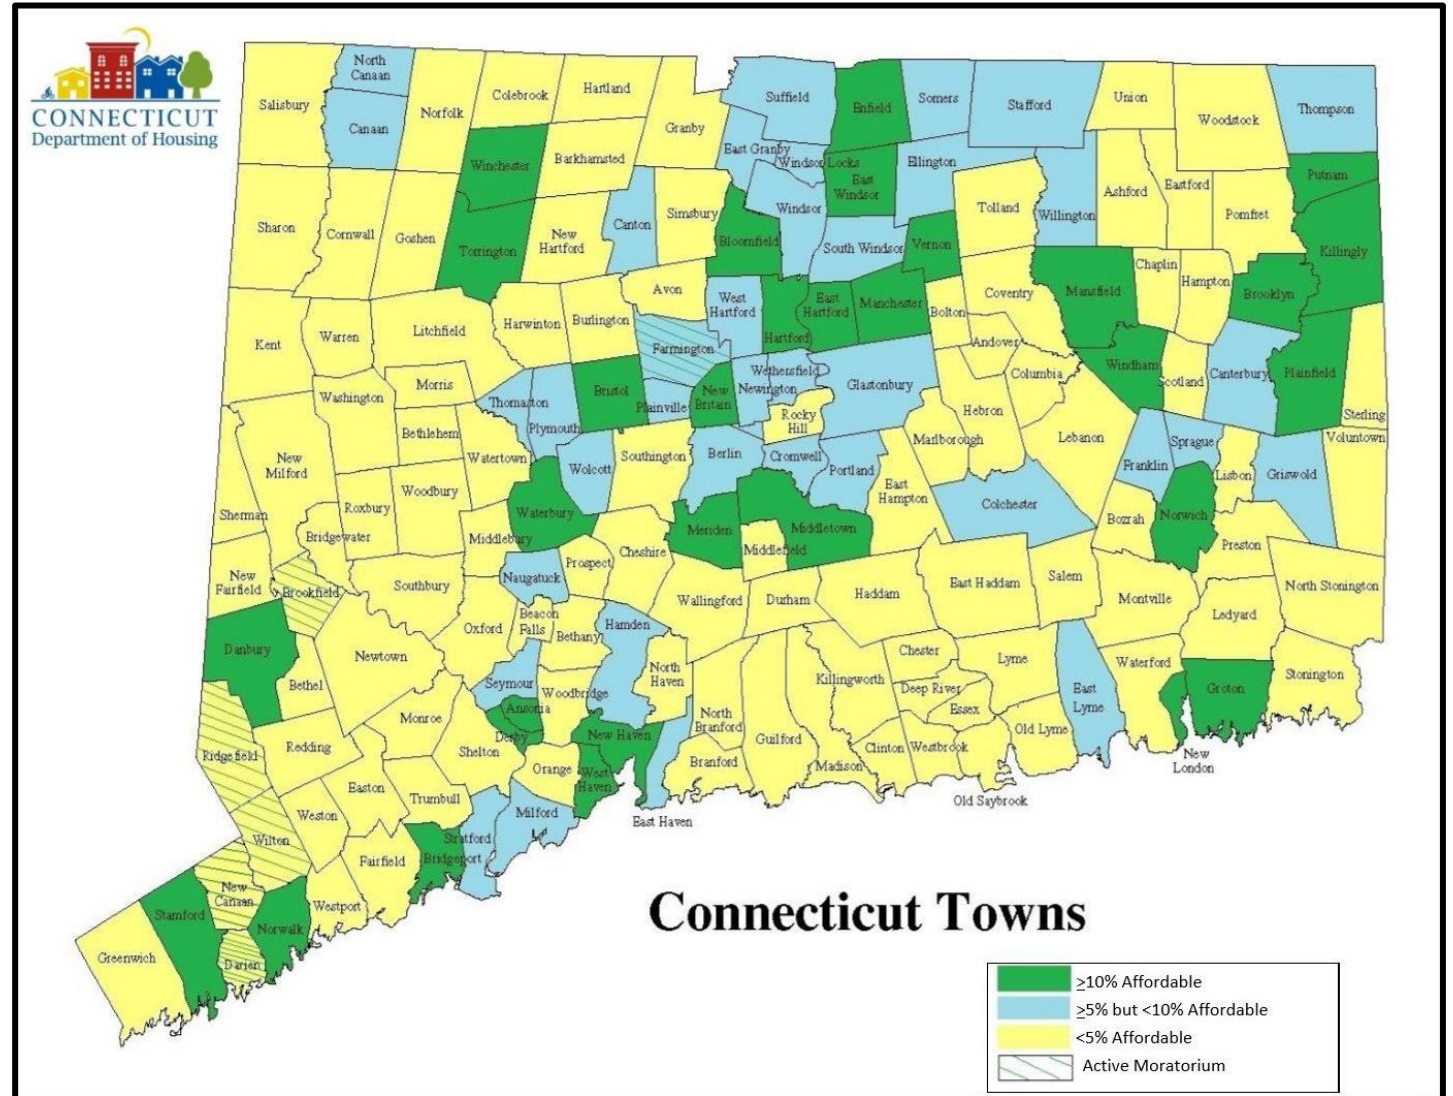 CONNECTICUT
Department of Housing
North
Canaan
Salisbury
Canaan
Norfolk
Colebrook
Hartland
Granby
Suffield
Enfield
Somers
Stafford
Union
Woodstock
Thompson
Winchester
Barkhamsted
East Granby
Windsor Locks
East
Windsor
Ellington
Putnam
Sharon
Cornwall
Goshen
Torrington
New
Hartford
Canton
Simsbury
Bloomfield
Windsor
South Windsor
Vernon
Tolland
Willington
Ashford
Eastford
Pomfret
Killingly
Kent
Warren
Litchfield
Harwinton
Burlington
Avon
West
Hartford
Hartford
East
Hartford
Manchester
Bolton
Coventry
Mansfield
Chaplin
Hampton
Brooklyn
Farmington
Andover
Columbia
Windham
Scotland
Canterbury
Plainfield
Sterling
Washington
Morris
Bethlehem
Thomaston
Plymouth
Bristol
Plainville
New
Britain
Newington
Wethersfield
Rocky
Hill
Glastonbury
Marlborough
Hebron
Lebanon
Franklin
Sprague
Lisbon
Griswold
Voluntown
New
Milford
Watertown
Wolcott
Southington
Berlin
Cromwell
Portland
East
Hampton
Colchester
Bozrah
Norwich
Preston
Sherman
Roxbury
Woodbury
Bridgewater
Waterbury
Middlebury
Meriden
Middletown
Middlefield
Cheshire
Prospect
Naugatuck
New
Fairfield
Brookfield
Southbury
Oxford
Beacon
Falls
Bethany
Hamden
Wallingford
Durham
Haddam
East Haddam
Salem
Montville
Ledyard
North Stonington
Danbury
Bethel
Newtown
Seymour
Woodbridge
North
Haven
Killingworth
Chester
Deep River
Essex
Lyme
East
Lyme
Waterford
Groton
Stonington
Ridgefield
Redding
Monroe
Shelton
Ansonia
Derby
New Haven
West
Haven
Orange
North
Branford
Branford
Guilford
Madison
Clinton
Westbrook
Old Lyme
New
London
Old Saybrook
Easton
Trumbull
Weston
Wilton
Milford
Stratford
Bridgeport
East Haven
Fairfield
New
Canaan
Westport
Stamford
Norwalk
Darien
Greenwich
Connecticut Towns
≥10% Affordable
≥5% but <10% Affordable
<5% Affordable
Active Moratorium